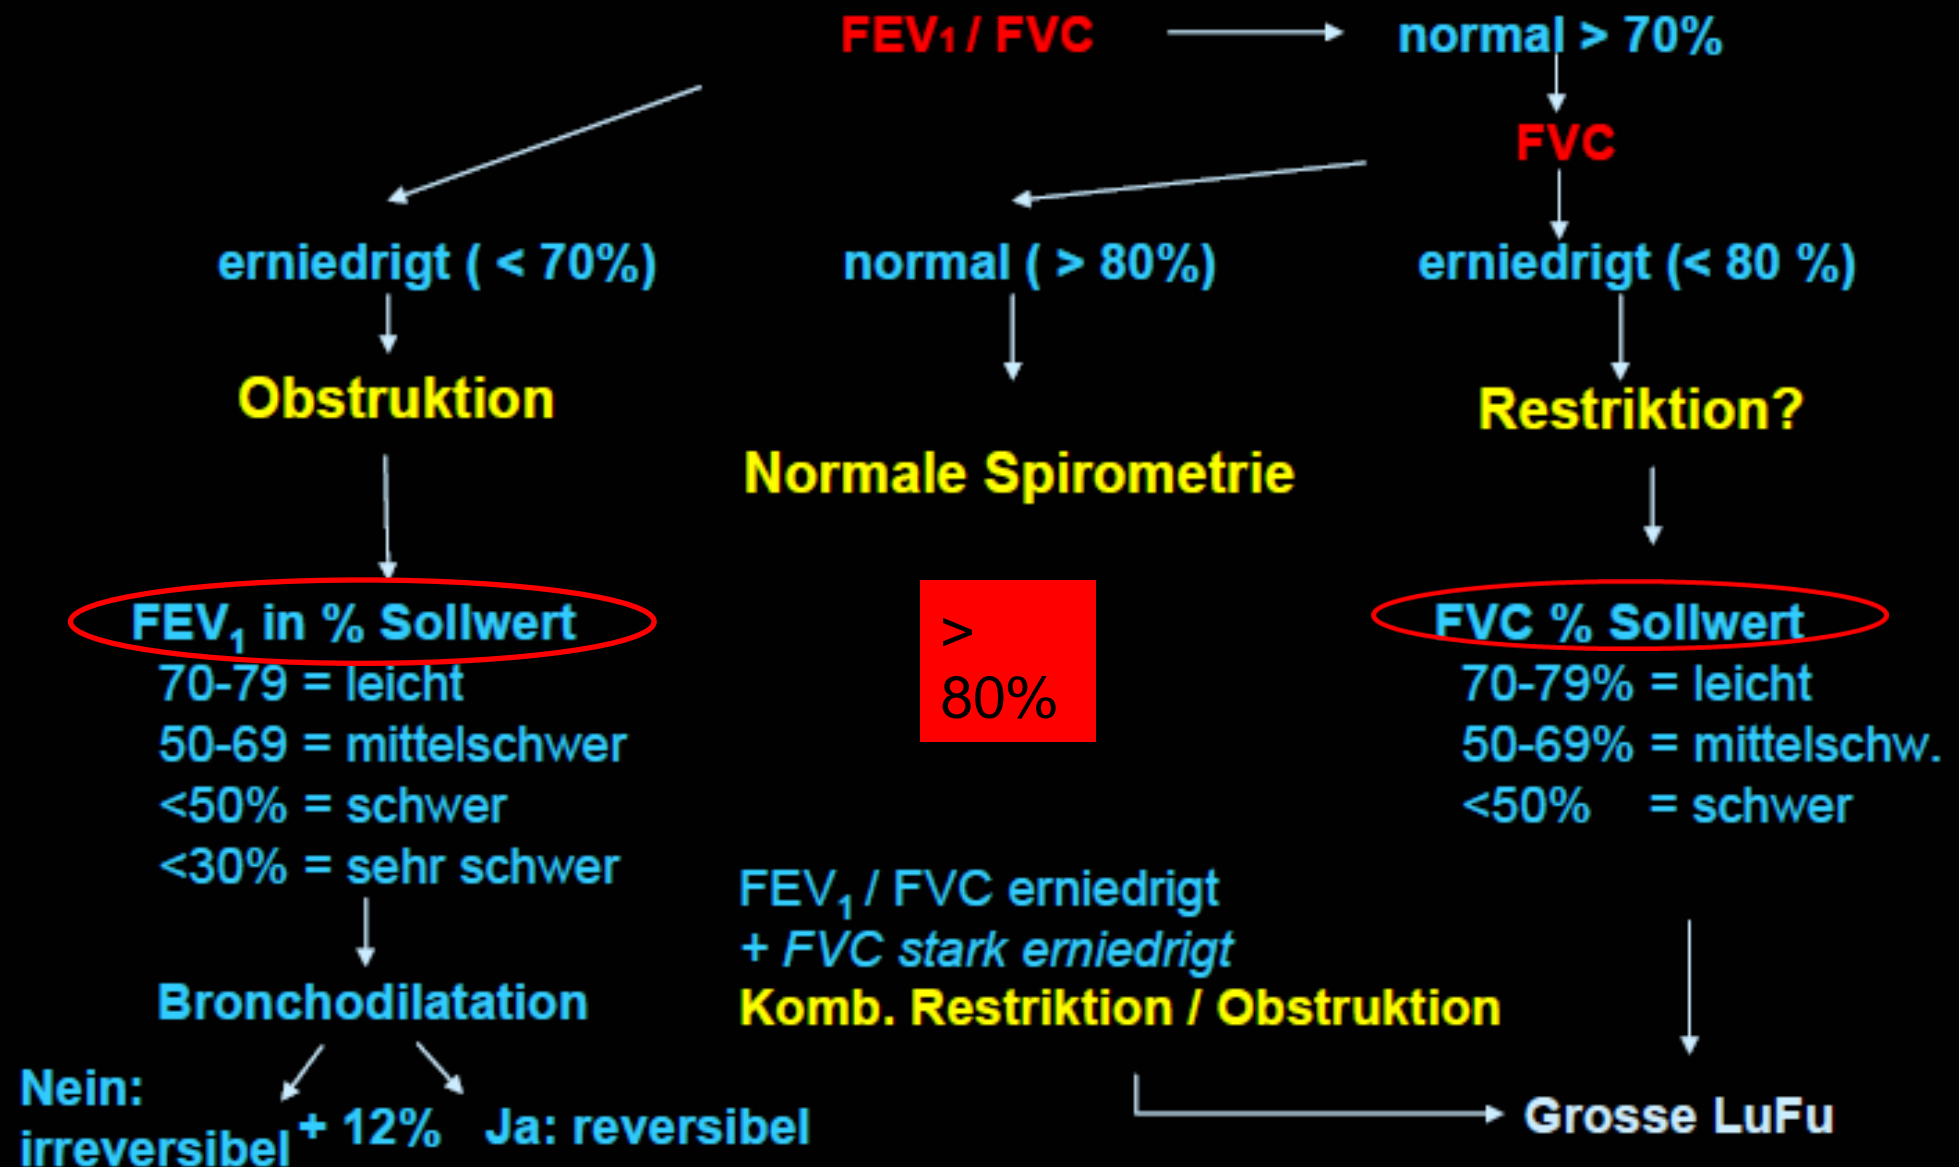 FEV₁ / FVC
normal > 70%
FVC
erniedrigt ( < 70%)
normal ( > 80%)
erniedrigt (< 80 %)
Obstruktion
Normale Spirometrie
Restriktion?
FEV₁ in % Sollwert
70-79 = leicht
50-69 = mittelschwer
<50% = schwer
<30% = sehr schwer
>
80%
FVC % Sollwert
70-79% = leicht
50-69% = mittelschw.
<50% = schwer
FEV₁ / FVC erniedrigt
+ FVC stark erniedrigt
Komb. Restriktion / Obstruktion
Bronchodilatation
Nein:
irreversibel
+ 12%
Ja: reversibel
Grosse LuFu